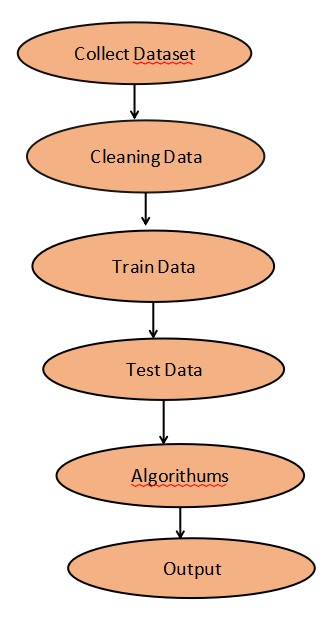 Collect Dataset
Cleaning Data
Train Data
Test Data
Algorithums
Output